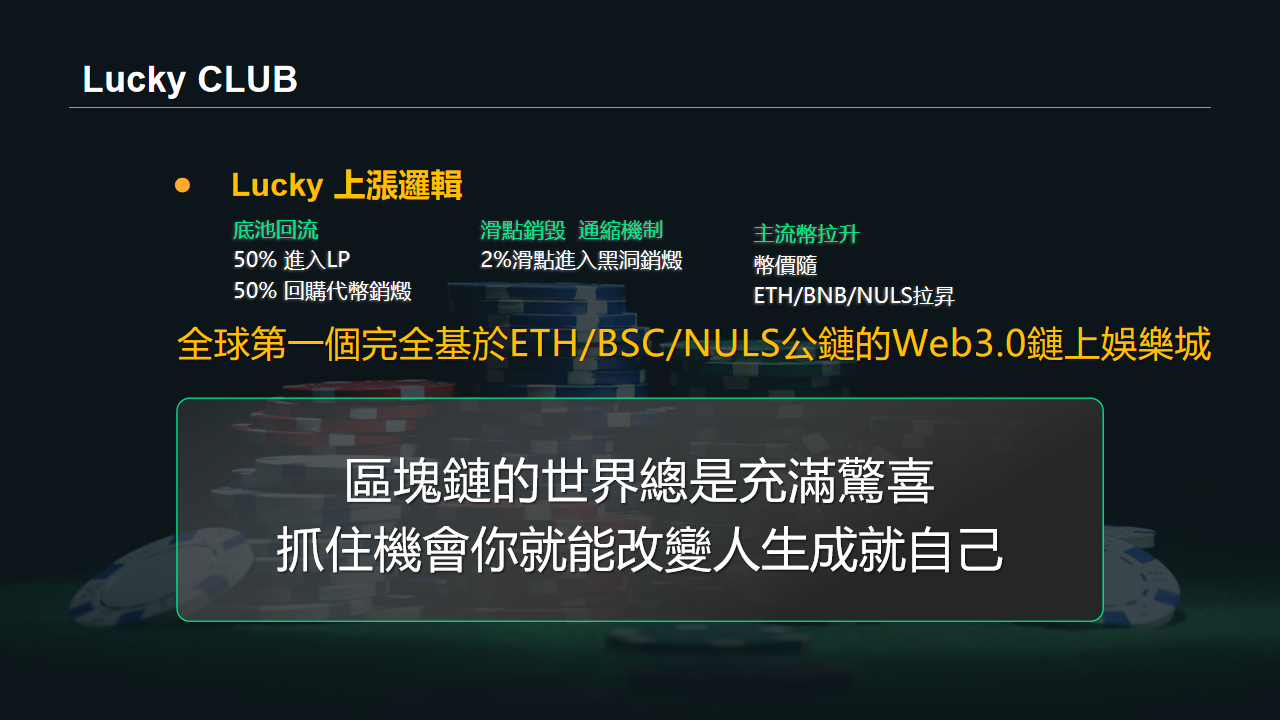 Lucky CLUB
Lucky 上漲邏輯
底池回流
50% 進入LP
50% 回購代幣銷燬
滑點銷毀 通縮機制
2%滑點進入黑洞銷燬
主流幣拉升
幣價隨
ETH/BNB/NULS拉昇
全球第一個完全基於ETH/BSC/NULS公鏈的Web3.0鏈上娛樂城
區塊鏈的世界總是充滿驚喜
抓住機會你就能改變人生成就自己